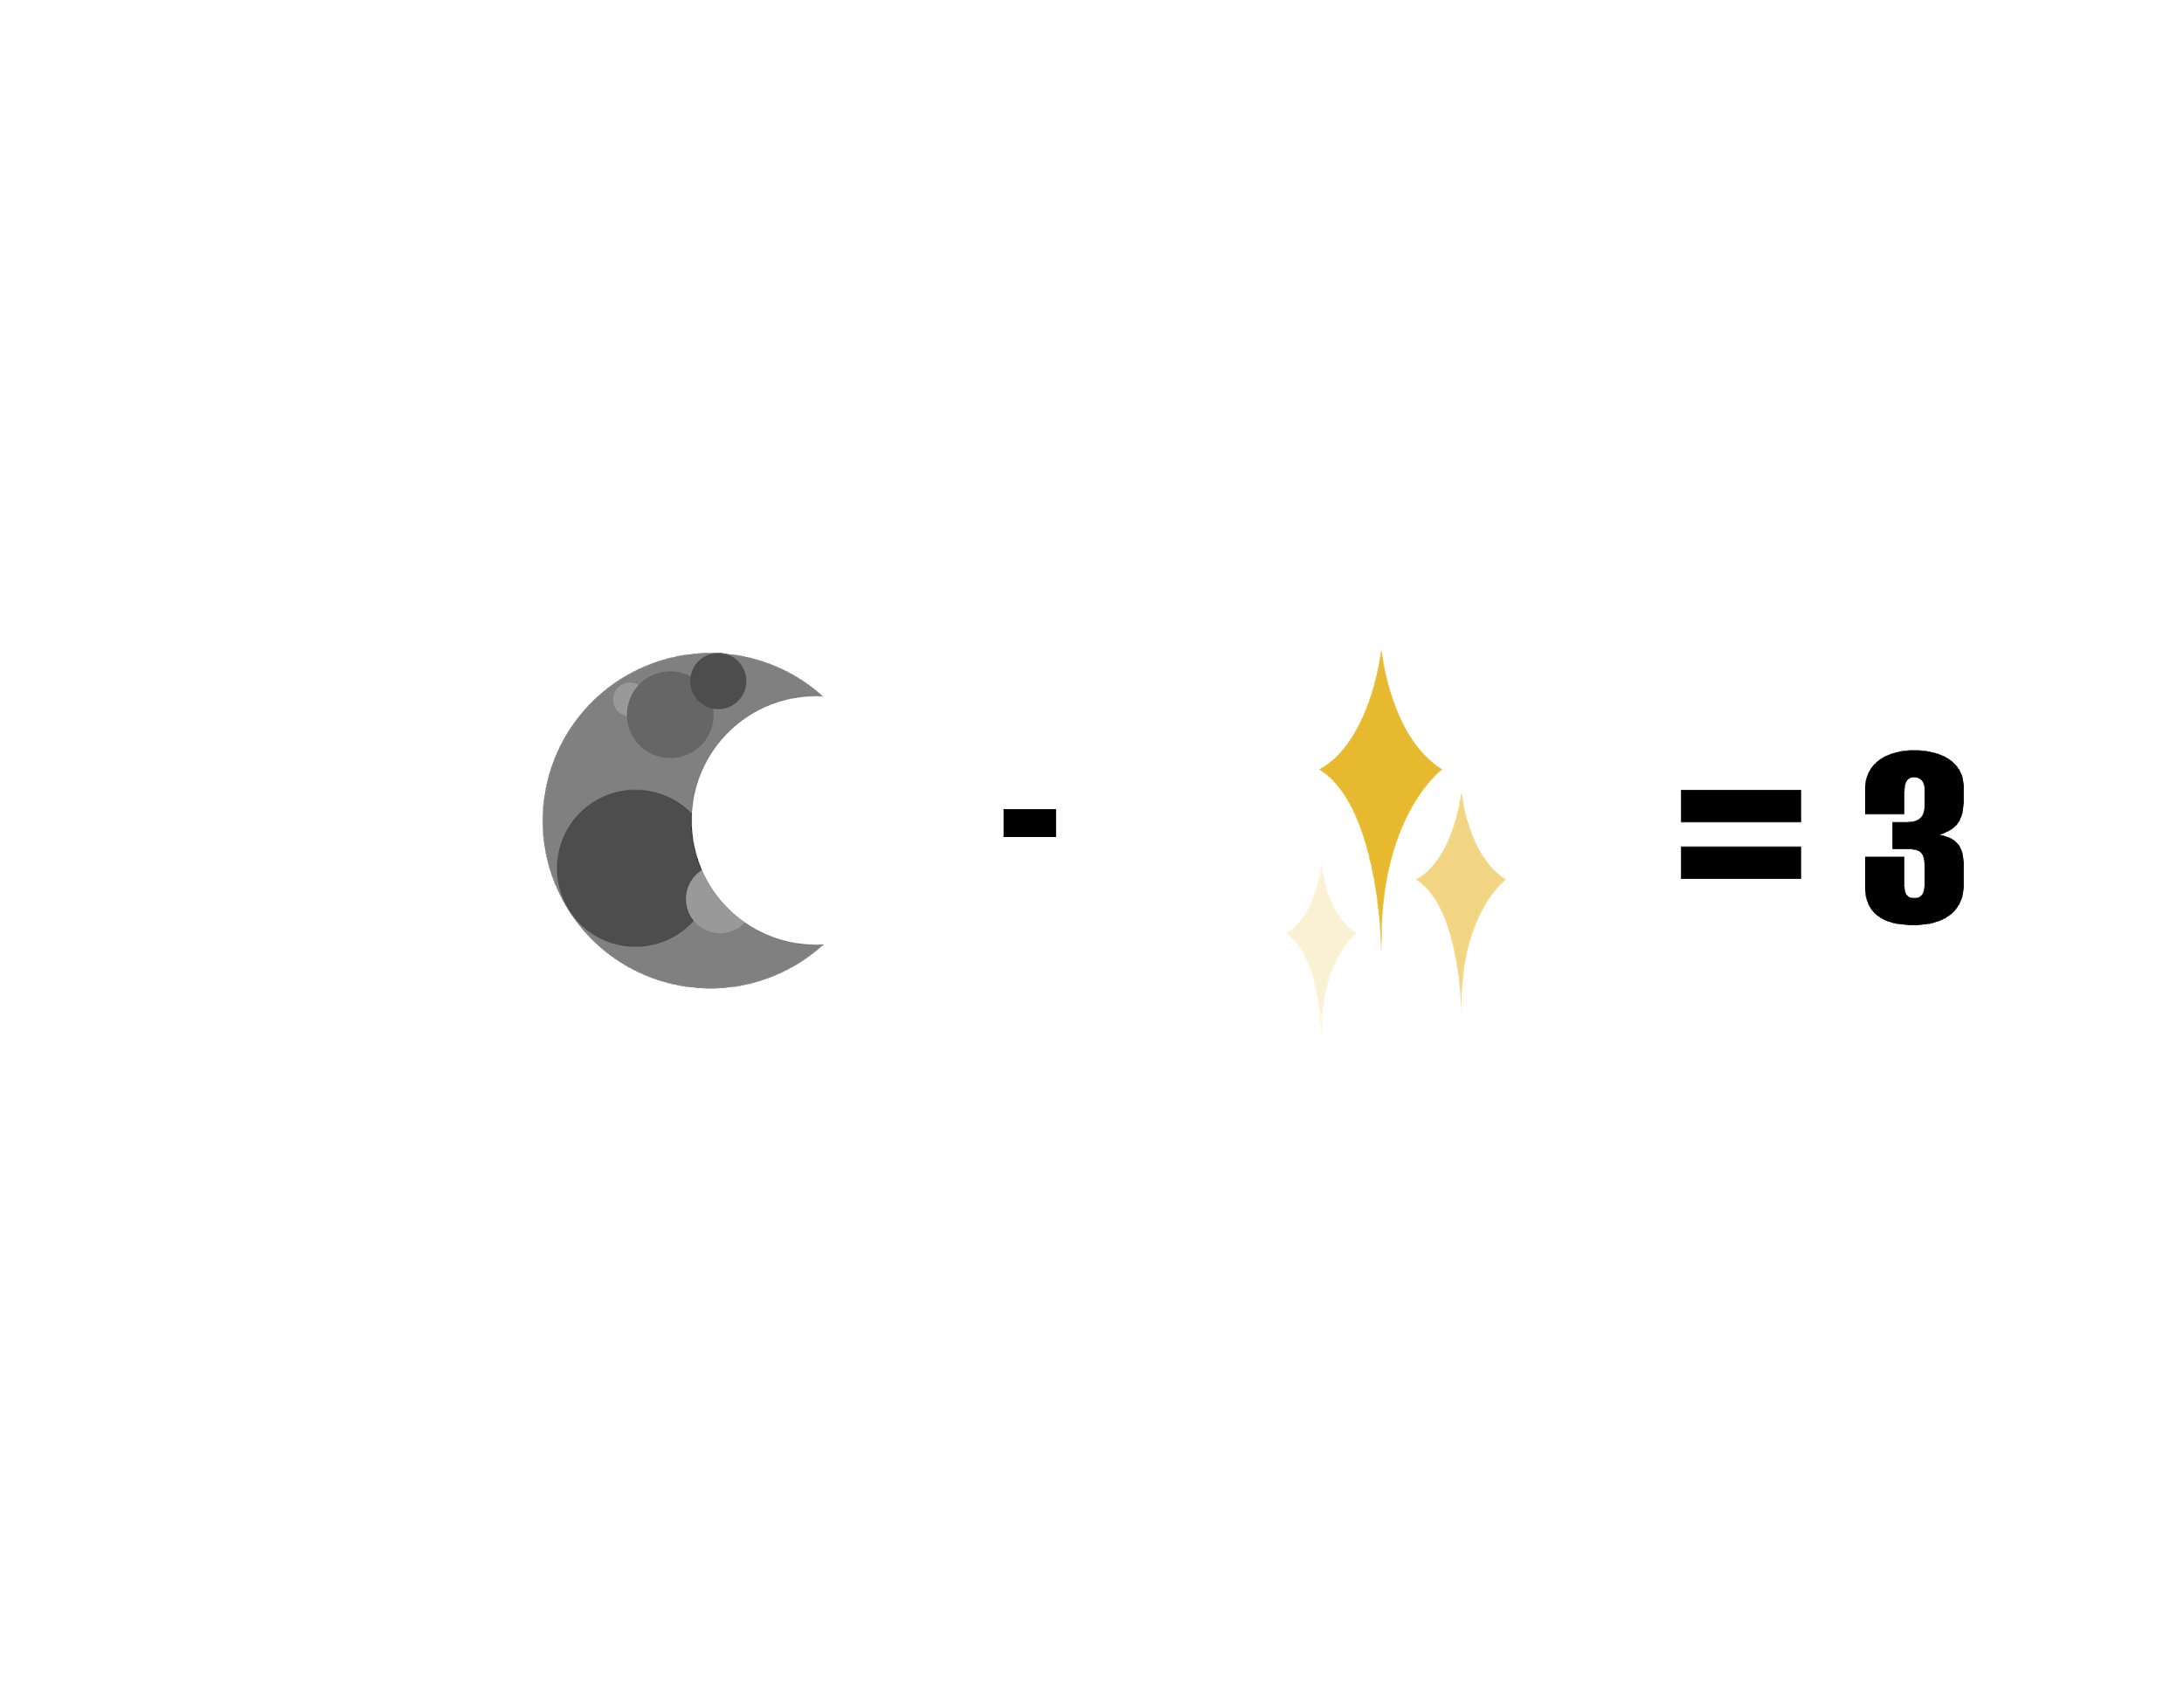 - = 3